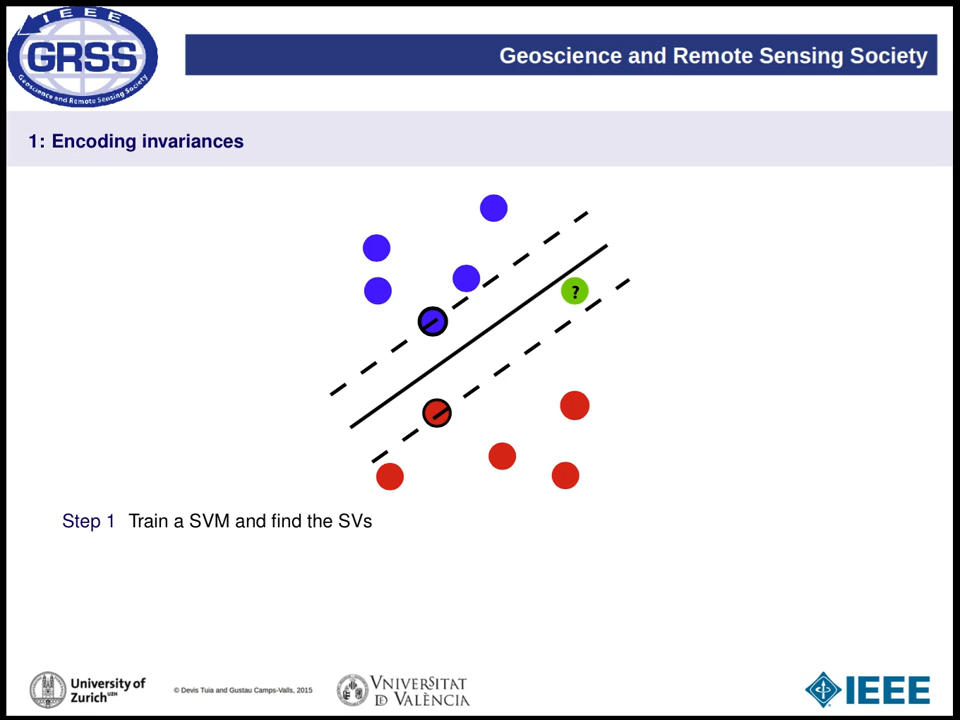 IEEE
GRSS
Geoscience and Remote Sensing Society
Geoscience and Remote Sensing Society
1: Encoding invariances
?
Step 1 Train a SVM and find the SVs
University of
Zurich UZH
© Devis Tuia and Gustau Camps-Valls, 2015
VNIVERSITAT
D VALÈNCIA
IEEE